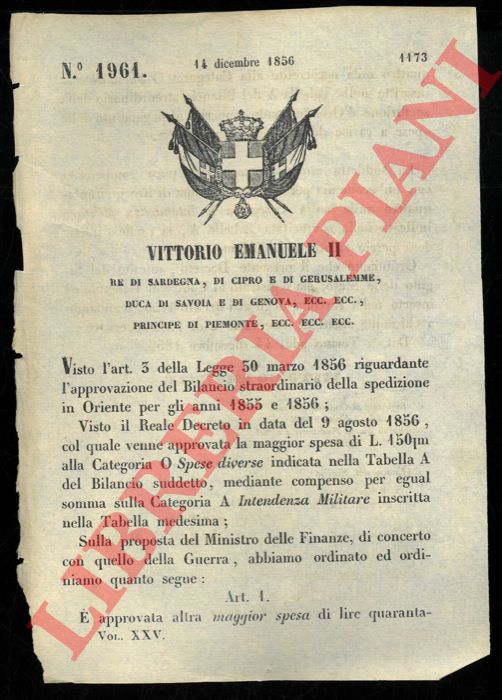 N.º 1961.
14 dicembre 1856
1173
VITTORIO EMANUELE II
RE DI SARDEGNA, DI CIPRO E DI GERUSALEMME,
DUCA DI SAVOIA E DI GENOVA, ECC. ECC.,
PRINCIPE DI PIEMONTE, ECC. ECC. ECC.
Visto l'art. 3 della Legge 30 marzo 1856 riguardante
l'approvazione del Bilancio straordinario della spedizione
in Oriente per gli anni 1855 e 1856;
Visto il Reale Decreto in data del 9 agosto 1856,
col quale venne approvata la maggior spesa di L. 150µm
alla Categoria O Spese diverse indicata nella Tabella A
del Bilancio suddetto, mediante compenso per egual
somma sulla Categoria A Intendenza Militare inscritta
nella Tabella medesima;
Sulla proposta del Ministro delle Finanze, di concerto
con quello della Guerra, abbiamo ordinato ed ordi-
niamo quanto segue:
Art. 1.
È approvata altra maggior spesa di lire quaranta-
VOL. XXV.
LIBRERIA PIANI